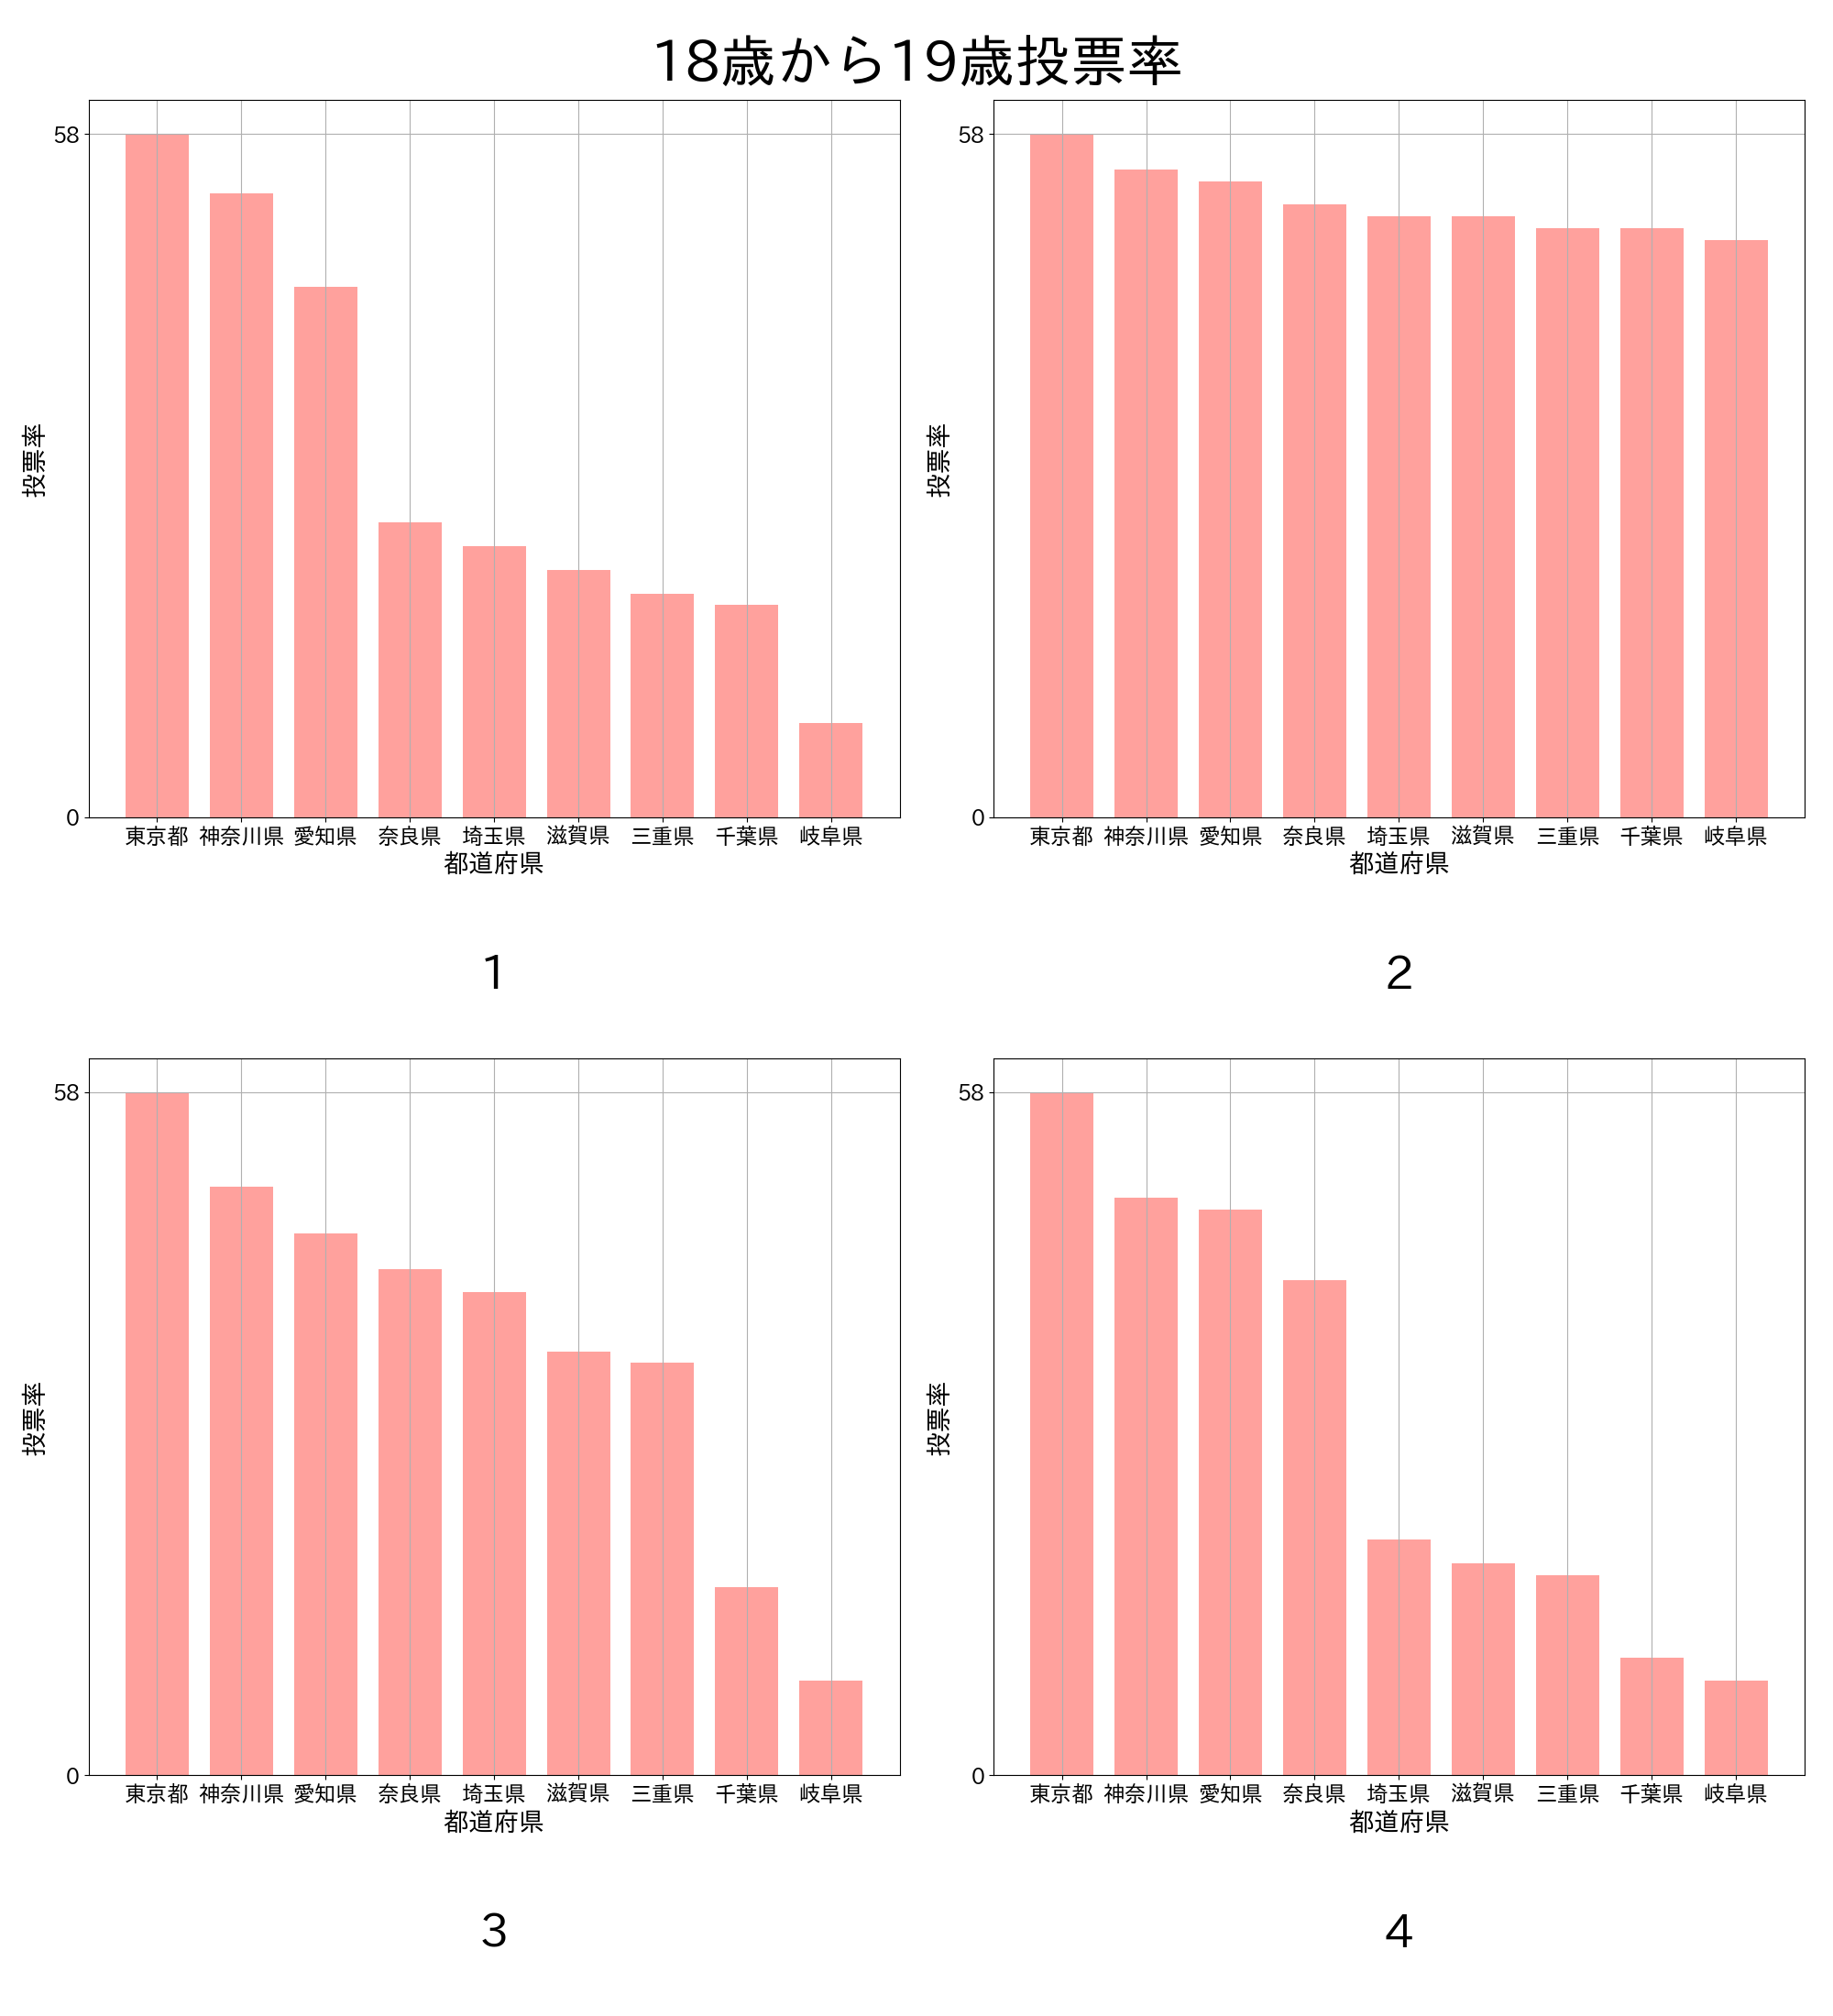 18歳から19歳投票率
58
0
投票率
東京都 神奈川県 愛知県 奈良県 埼玉県 滋賀県 三重県 千葉県 岐阜県
都道府県
1
58
0
投票率
東京都 神奈川県 愛知県 奈良県 埼玉県 滋賀県 三重県 千葉県 岐阜県
都道府県
2
58
0
投票率
東京都 神奈川県 愛知県 奈良県 埼玉県 滋賀県 三重県 千葉県 岐阜県
都道府県
3
58
0
投票率
東京都 神奈川県 愛知県 奈良県 埼玉県 滋賀県 三重県 千葉県 岐阜県
都道府県
4